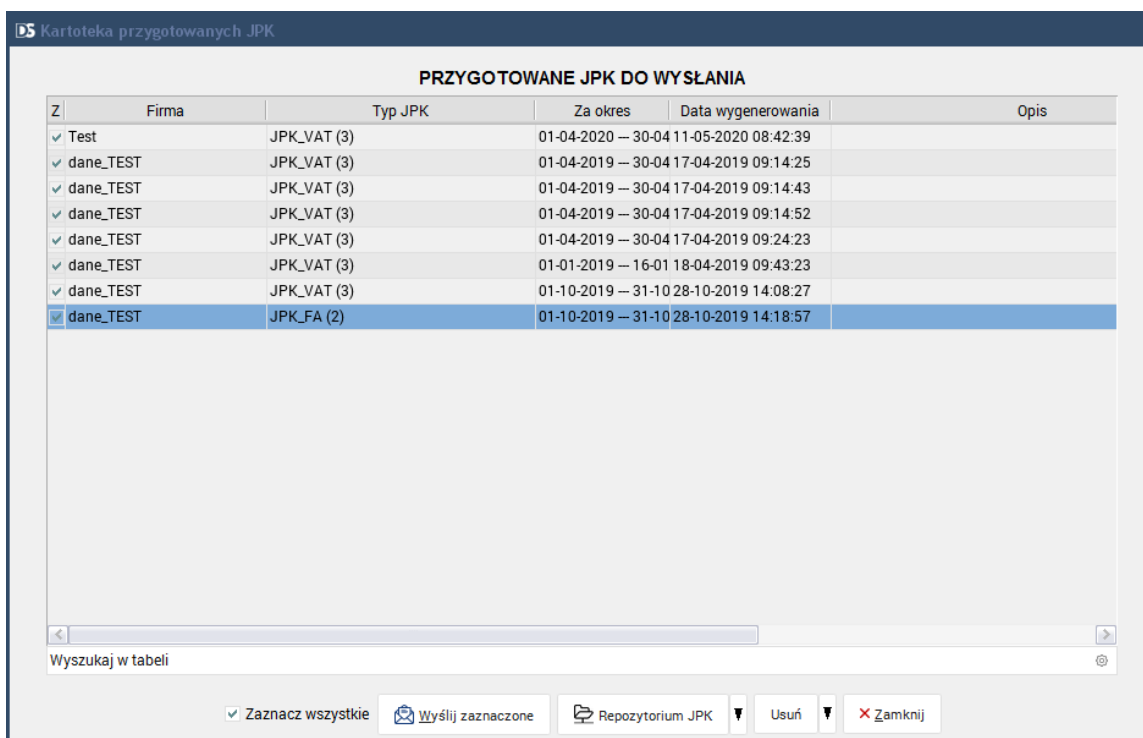 D5 Kartoteka przygotowanych JPK
PRZYGOTOWANE JPK DO WYSŁANIA
Z Firma Typ JPK Za okres Data wygenerowania Opis
Test JPK_VAT (3) 01-04-2020 --- 30-04 11-05-2020 08:42:39
dane_TEST JPK_VAT (3) 01-04-2019 --- 30-04 17-04-2019 09:14:25
dane_TEST JPK_VAT (3) 01-04-2019 --- 30-04 17-04-2019 09:14:43
dane_TEST JPK_VAT (3) 01-04-2019 --- 30-04 17-04-2019 09:14:52
dane_TEST JPK_VAT (3) 01-04-2019 --- 30-04 17-04-2019 09:24:23
dane_TEST JPK_VAT (3) 01-01-2019 --- 16-01 18-04-2019 09:43:23
dane_TEST JPK_VAT (3) 01-10-2019 --- 31-10 28-10-2019 14:08:27
dane_TEST JPK_FA (2) 01-10-2019 --- 31-10 28-10-2019 14:18:57
Wyszukaj w tabeli
Zaznacz wszystkie Wyślij zaznaczone Repozytorium JPK Usuń Zamknij